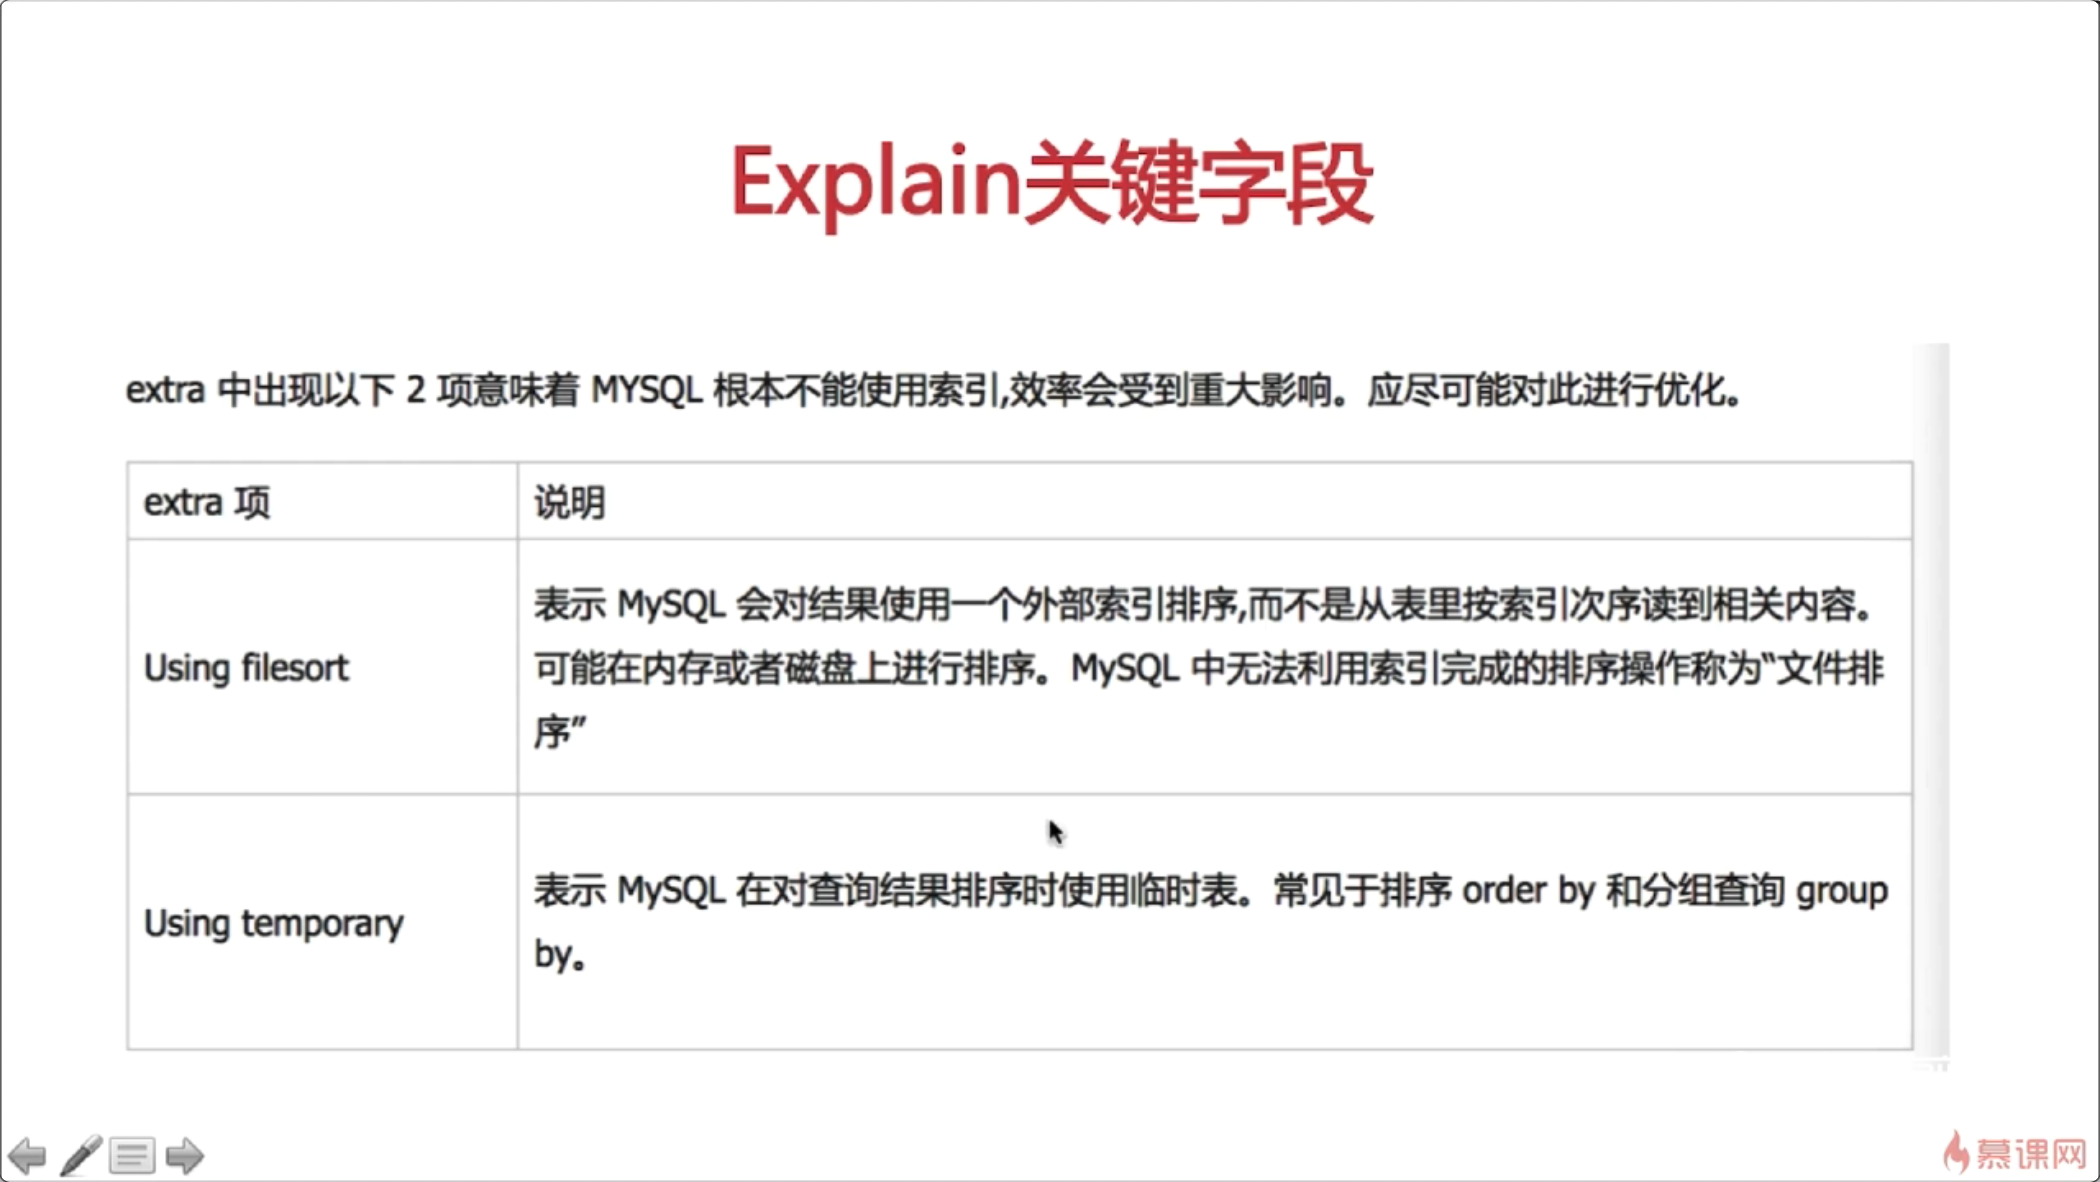 Explain关键字段
extra 中出现以下 2 项意味着 MYSQL 根本不能使用索引,效率会受到重大影响。应尽可能对此进行优化。
extra 项
说明
Using filesort
表示 MySQL 会对结果使用一个外部索引排序,而不是从表里按索引次序读到相关内容。
可能在内存或者磁盘上进行排序。MySQL 中无法利用索引完成的排序操作称为“文件排
序”
Using temporary
表示 MySQL 在对查询结果排序时使用临时表。常见于排序 order by 和分组查询 group
by。
慕课网